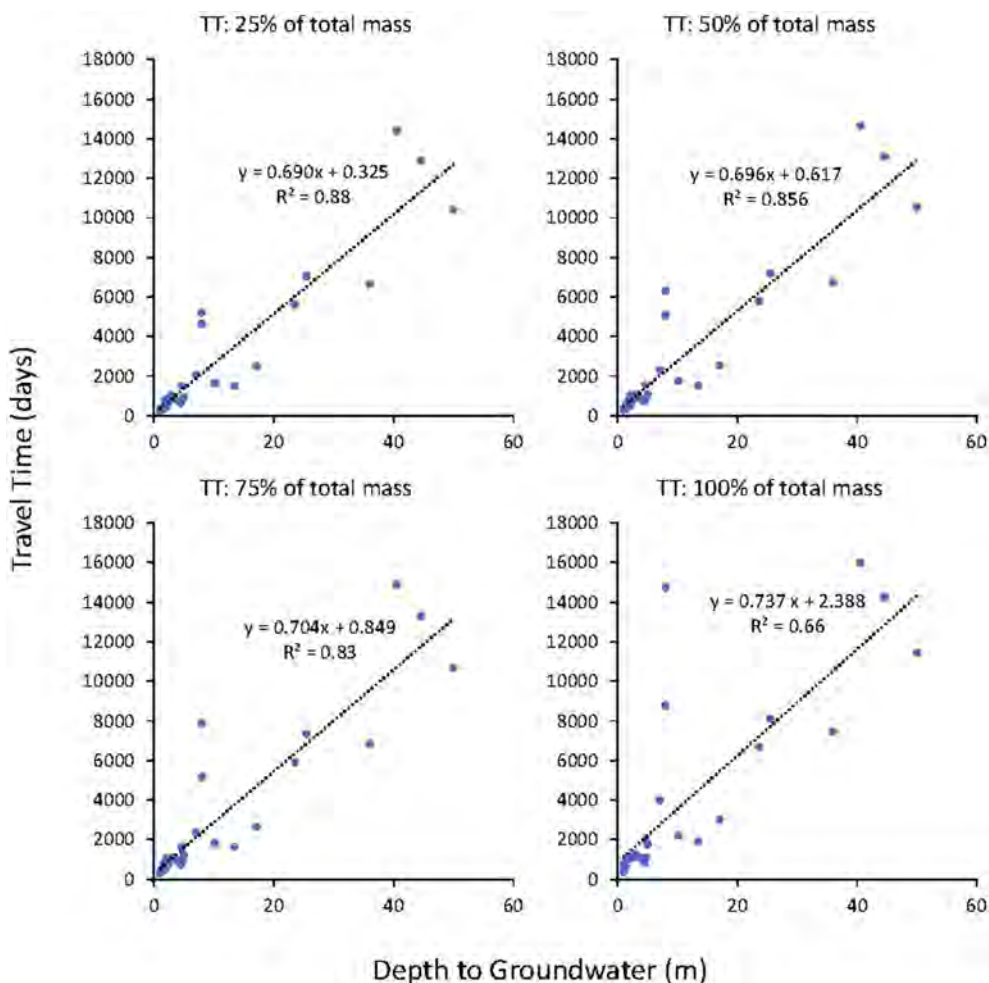 TT: 25% of total mass
18000
16000
14000
12000
10000
8000
6000
4000
2000
0
0 20 40 60
y = 0.690x + 0.325
R² = 0.88
TT: 50% of total mass
18000
16000
14000
12000
10000
8000
6000
4000
2000
0
0 20 40 60
y = 0.696x + 0.617
R² = 0.856
TT: 75% of total mass
18000
16000
14000
12000
10000
8000
6000
4000
2000
0
0 20 40 60
y = 0.704x + 0.849
R² = 0.83
TT: 100% of total mass
18000
16000
14000
12000
10000
8000
6000
4000
2000
0
0 20 40 60
y = 0.737 x + 2.388
R² = 0.66
Travel Time (days)
Depth to Groundwater (m)